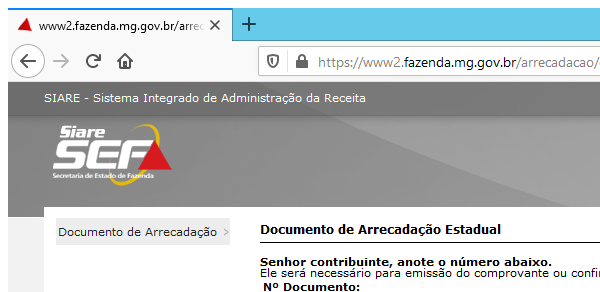 www2.fazenda.mg.gov.br/arrec
https://www2.fazenda.mg.gov.br/arrecadacao/
SIARE - Sistema Integrado de Administração da Receita
Siare
SEF
Secretaria de Estado de Fazenda
Documento de Arrecadação >
Documento de Arrecadação Estadual
Senhor contribuinte, anote o número abaixo.
Ele será necessário para emissão do comprovante ou confir
Nº Documento: